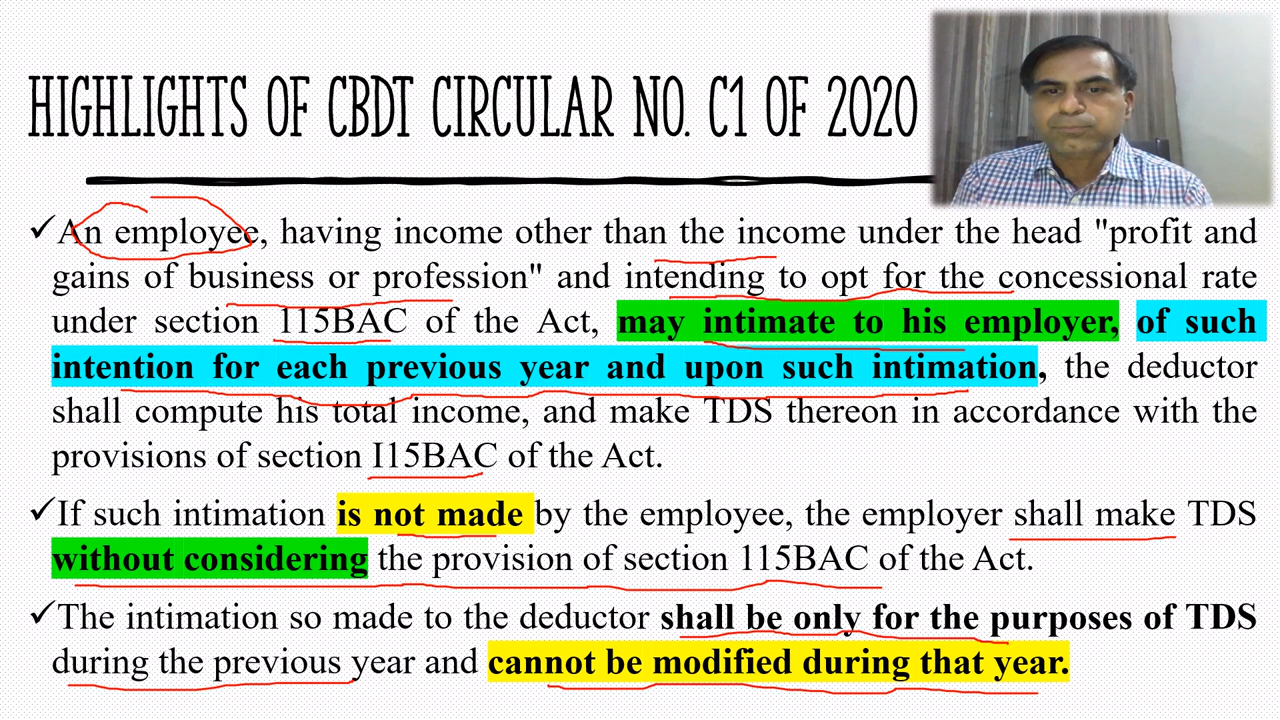 HIGHLIGHTS OF CBDT CIRCULAR NO. C1 OF 2020
✓An employee, having income other than the income under the head "profit and
gains of business or profession" and intending to opt for the concessional rate
under section 115BAC of the Act, may intimate to his employer, of such
intention for each previous year and upon such intimation, the deductor
shall compute his total income, and make TDS thereon in accordance with the
provisions of section I15BAC of the Act.
✓If such intimation is not made by the employee, the employer shall make TDS
without considering the provision of section 115BAC of the Act.
✓The intimation so made to the deductor shall be only for the purposes of TDS
during the previous year and cannot be modified during that year.